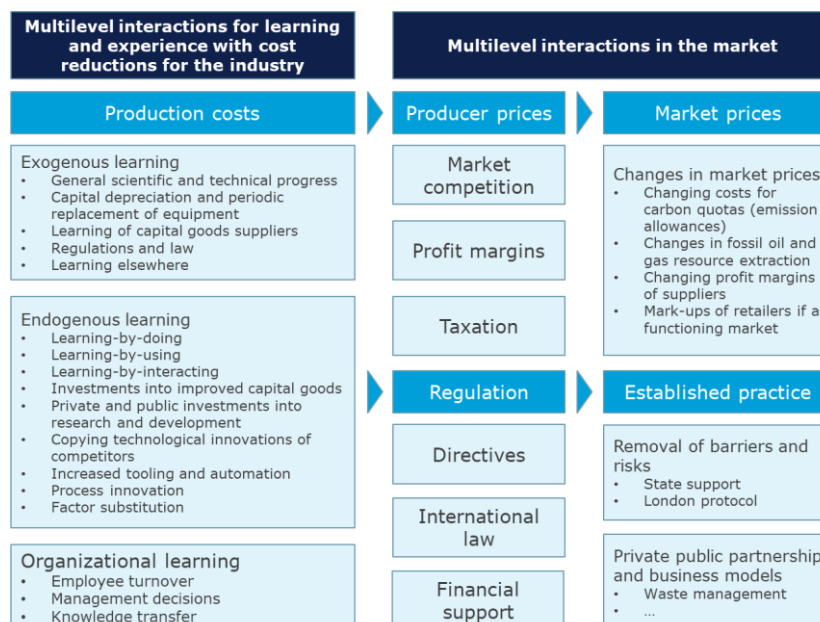 Multilevel interactions for learning
and experience with cost
reductions for the industry
Multilevel interactions in the market
Production costs
Producer prices
Market prices
Exogenous learning
• General scientific and technical progress
• Capital depreciation and periodic
replacement of equipment
• Learning of capital goods suppliers
• Regulations and law
• Learning elsewhere
Endogenous learning
• Learning-by-doing
• Learning-by-using
• Learning-by-interacting
• Investments into improved capital goods
• Private and public investments into
research and development
• Copying technological innovations of
competitors
• Increased tooling and automation
• Process innovation
• Factor substitution
Organizational learning
• Employee turnover
• Management decisions
• Knowledge transfer
Market
competition
Profit margins
Taxation
Regulation
Directives
International
law
Financial
support
Changes in market prices
• Changing costs for
carbon quotas (emission
allowances)
• Changes in fossil oil and
gas resource extraction
• Changing profit margins
of suppliers
• Mark-ups of retailers if a
functioning market
Established practice
Removal of barriers and
risks
• State support
• London protocol
Private public partnership
and business models
• Waste management
• ...